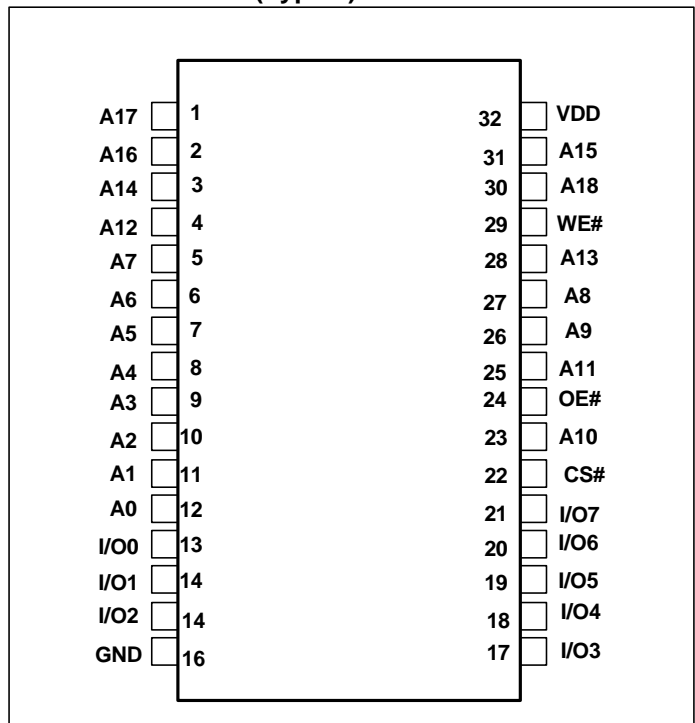 A17 1 32 VDD
A16 2 31 A15
A14 3 30 A18
A12 4 29 WE#
A7 5 28 A13
A6 6 27 A8
A5 7 26 A9
A4 8 25 A11
A3 9 24 OE#
A2 10 23 A10
A1 11 22 CS#
A0 12 21 I/O7
I/O0 13 20 I/O6
I/O1 14 19 I/O5
I/O2 14 18 I/O4
GND 16 17 I/O3